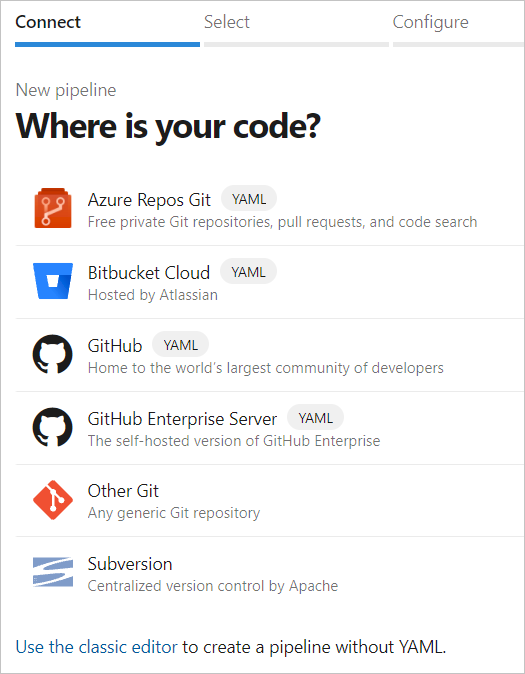 Connect Select Configure
New pipeline
Where is your code?
Azure Repos Git YAML
Free private Git repositories, pull requests, and code search
Bitbucket Cloud YAML
Hosted by Atlassian
GitHub YAML
Home to the world's largest community of developers
GitHub Enterprise Server YAML
The self-hosted version of GitHub Enterprise
Other Git
Any generic Git repository
Subversion
Centralized version control by Apache
Use the classic editor to create a pipeline without YAML.